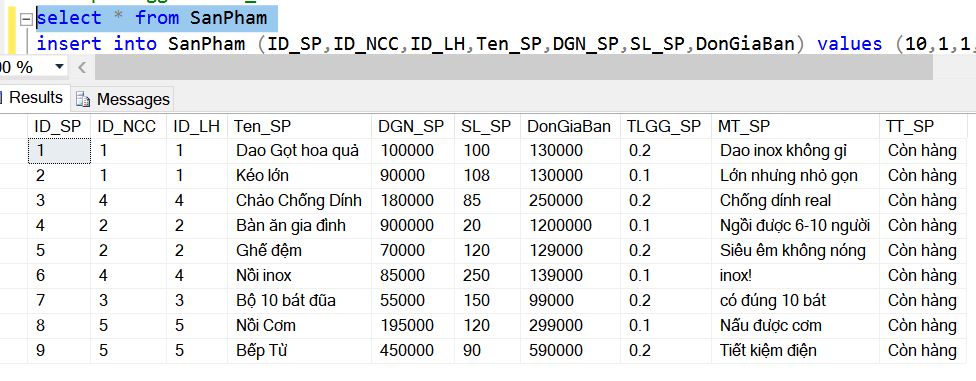 select * from SanPham
insert into SanPham (ID_SP,ID_NCC,ID_LH,Ten_SP,DGN_SP,SL_SP,DonGiaBan) values (10,1,1,
00 %
Results Messages
ID_SP ID_NCC ID_LH Ten_SP DGN_SP SL_SP DonGiaBan TLGG_SP MT_SP TT_SP
1 1 1 Dao Gọt hoa quả 100000 100 130000 0.2 Dao inox không gỉ Còn hàng
2 1 1 Kéo lớn 90000 108 130000 0.1 Lớn nhưng nhỏ gọn Còn hàng
3 4 4 Chảo Chống Dính 180000 85 250000 0.2 Chống dính real Còn hàng
4 2 2 Bàn ăn gia đình 900000 20 1200000 0.1 Ngồi được 6-10 người Còn hàng
5 2 2 Ghế đệm 70000 120 129000 0.2 Siêu êm không nóng Còn hàng
6 4 4 Nồi inox 85000 250 139000 0.1 inox! Còn hàng
7 3 3 Bộ 10 bát đũa 55000 150 99000 0.2 có đúng 10 bát Còn hàng
8 5 5 Nồi Cơm 195000 120 299000 0.1 Nấu được cơm Còn hàng
9 5 5 Bếp Từ 450000 90 590000 0.2 Tiết kiệm điện Còn hàng